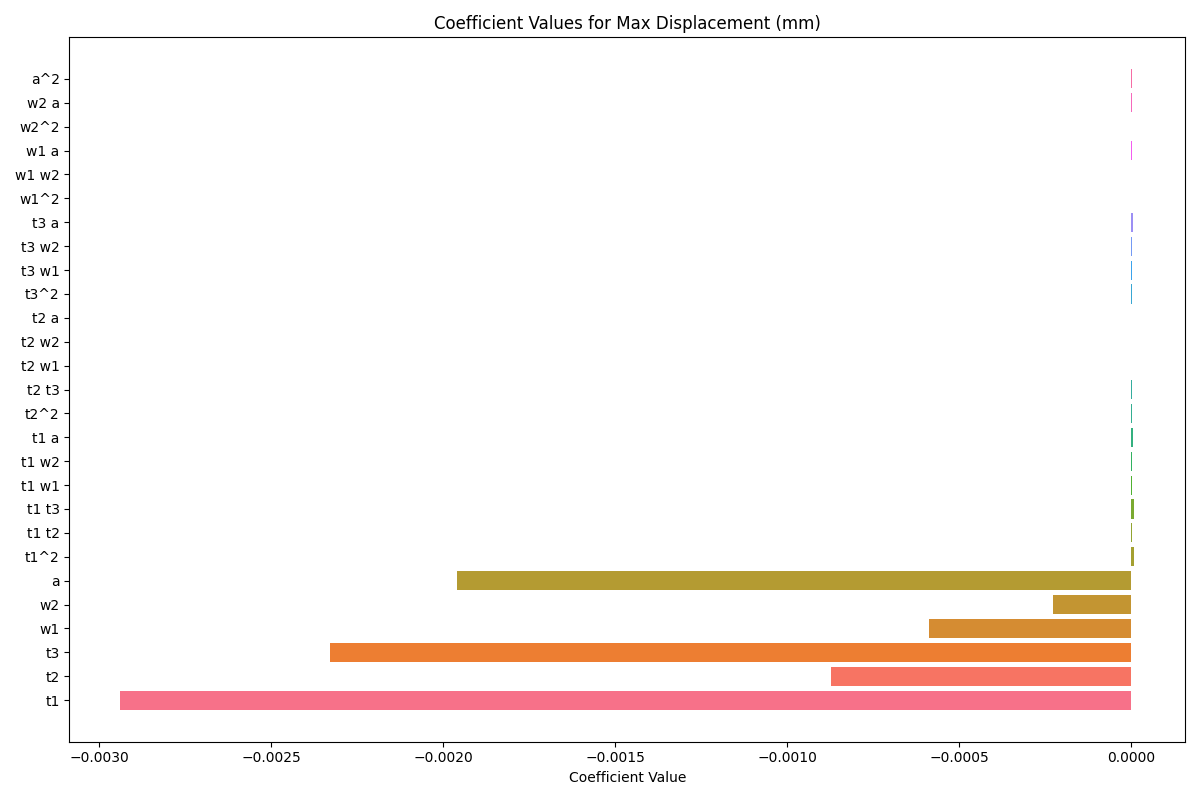 Coefficient Values for Max Displacement (mm)
a^2
w2 a
w2^2
w1 a
w1 w2
w1^2
t3 a
t3 w2
t3 w1
t3^2
t2 a
t2 w2
t2 w1
t2 t3
t2^2
t1 a
t1 w2
t1 w1
t1 t3
t1 t2
t1^2
a
w2
w1
t3
t2
t1
−0.0030 −0.0025 −0.0020 −0.0015 −0.0010 −0.0005 0.0000
Coefficient Value